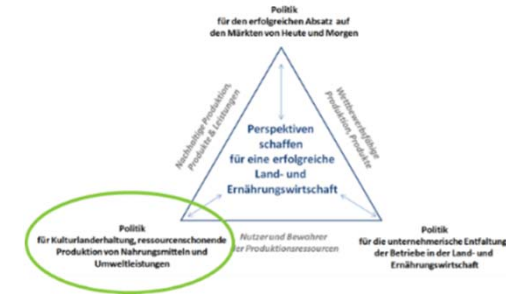 Politik
für den erfolgreichen Absatz auf
den Märkten von Heute und Morgen
Nachhaltige Produktion,
Produkte & Leistungen
Wettbewerbsfähige
Produktion, Produkte
Perspektiven
schaffen
für eine erfolgreiche
Land- und
Ernährungswirtschaft
Politik
für Kulturlanderhaltung, ressourcenschonende
Produktion von Nahrungsmitteln und
Umweltleistungen
Nutzer und Bewahrer
der Produktionsressourcen
Politik
für die unternehmerische Entfaltung
der Betriebe in der Land- und
Ernährungswirtschaft